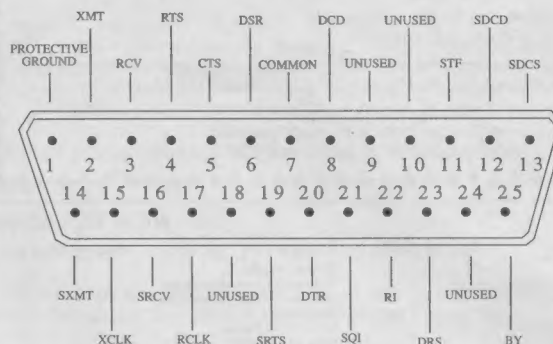 XMT RTS DSR DCD UNUSED SDCD
PROTECTIVE
GROUND RCV CTS COMMON UNUSED STF SDCS
1 2 3 4 5 6 7 8 9 10 11 12 13
14 15 16 17 18 19 20 21 22 23 24 25
SXMT SRCV UNUSED DTR RI UNUSED
XCLK RCLK SRTS SQI DRS BY